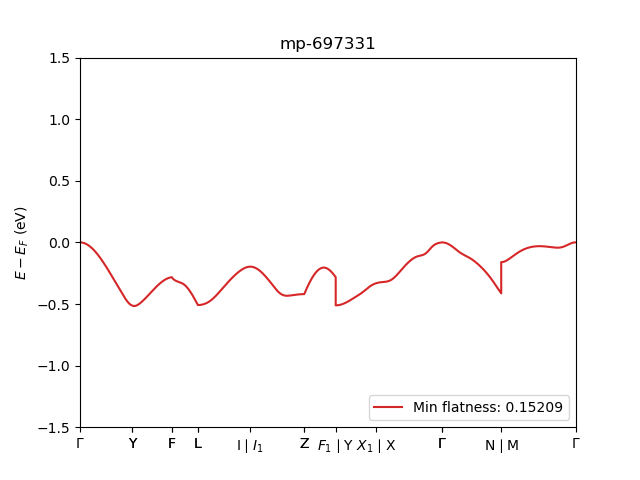 mp-697331
1.5
1.0
0.5
0.0
−0.5
−1.0
−1.5
E − E_F (eV)
Min flatness: 0.15209
Γ Y F L I | I₁ Z F₁ | Y X₁ | X Γ N | M Γ